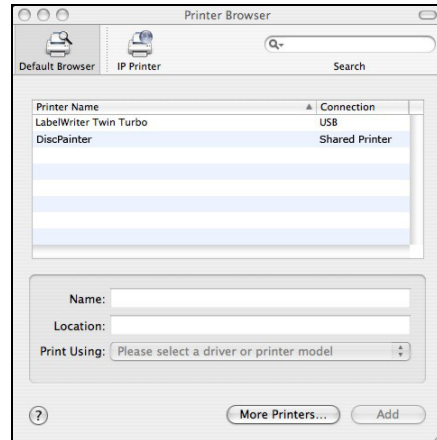 Printer Browser
Default Browser
IP Printer
Search
Printer Name
Connection
LabelWriter Twin Turbo
USB
DiscPainter
Shared Printer
Name:
Location:
Print Using:
Please select a driver or printer model
?
More Printers...
Add